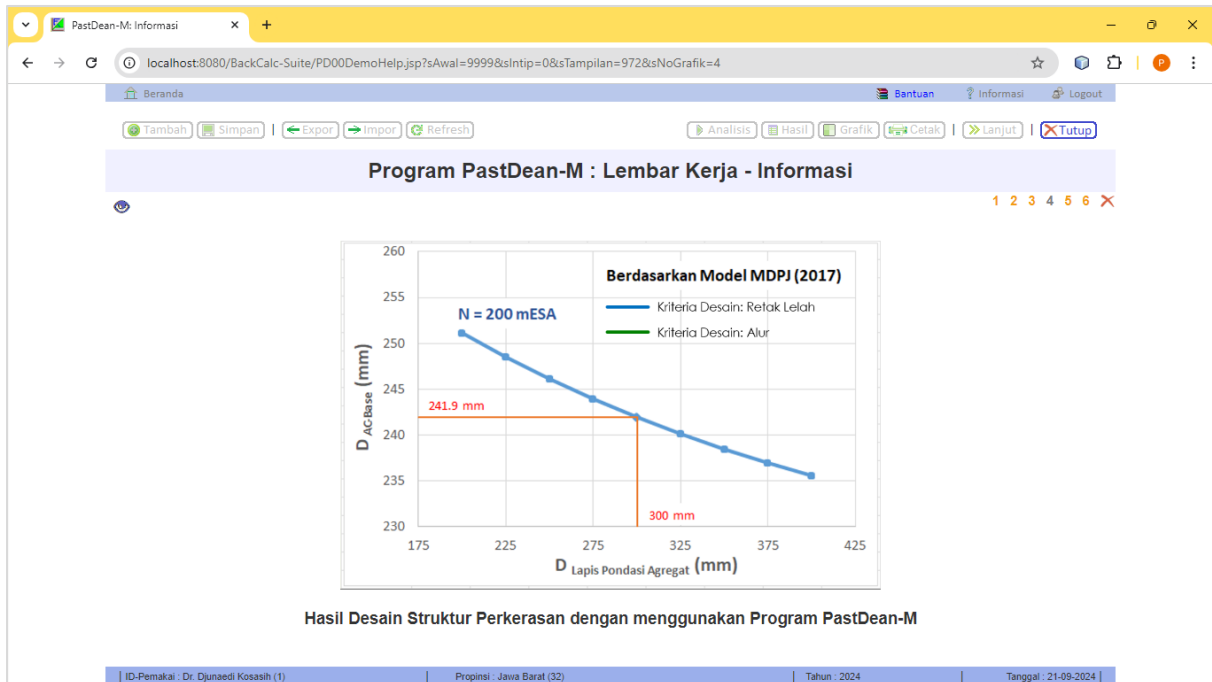 PastDean-M: Informasi
localhost:8080/BackCalc-Suite/PD00DemoHelp.jsp?sAwal=9999&sIntip=0&sTampilan=972&sNoGrafik=4
P
Beranda Bantuan Informasi Logout
Tambah Simpan | Expor Impor Refresh Analisis Hasil Grafik Cetak | Lanjut | Tutup
Program PastDean-M : Lembar Kerja - Informasi
1 2 3 4 5 6
Berdasarkan Model MDPJ (2017)
Kriteria Desain: Retak Lelah
Kriteria Desain: Alur
N = 200 mESA
D AC-Base (mm)
260
255
250
245
240
235
230
241.9 mm
300 mm
175 225 275 325 375 425
D Lapis Pondasi Agregat (mm)
Hasil Desain Struktur Perkerasan dengan menggunakan Program PastDean-M
| ID-Pemakai : Dr. Djunaedi Kosasih (1) | Propinsi : Jawa Barat (32) | Tahun : 2024 | Tanggal : 21-09-2024 |